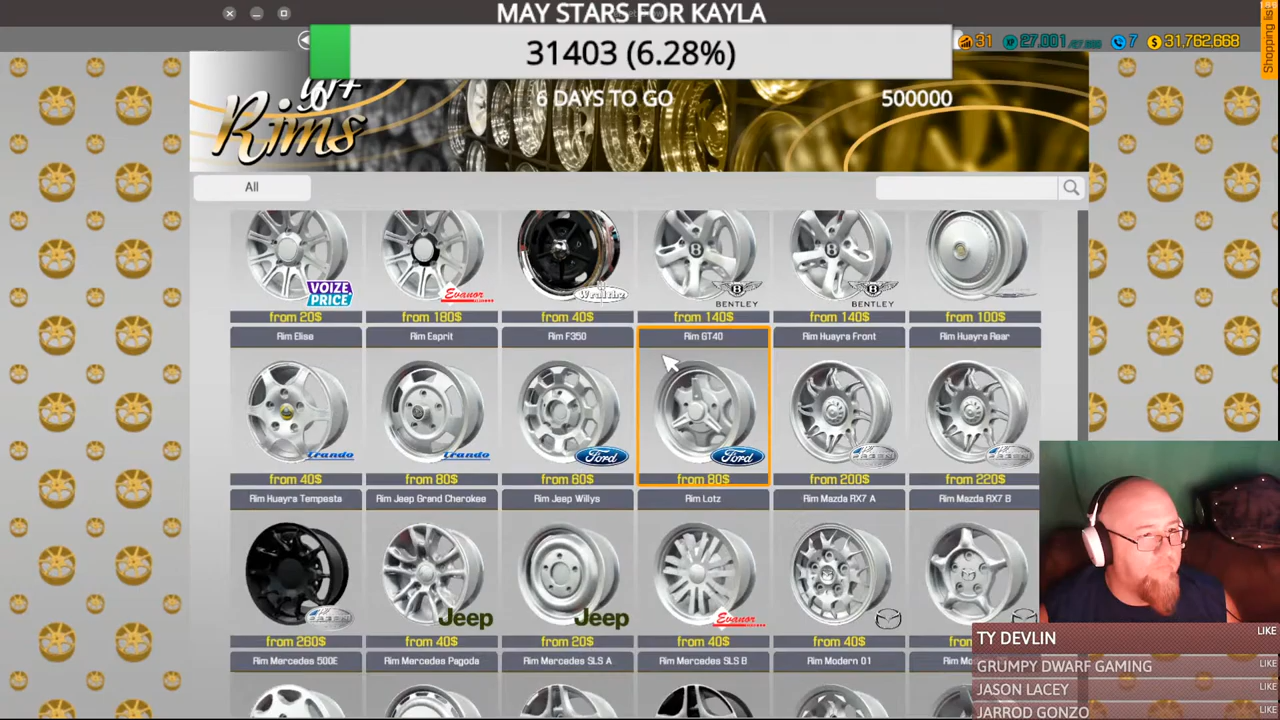 MAY STARS FOR KAYLA
31403 (6.28%)
6 DAYS TO GO 500000
31 27,001 7 $ 31,762,668
Shopping list
Rims
All
VOIZE PRICE Evanor BENTLEY BENTLEY
from 20$ from 180$ from 40$ from 140$ from 140$ from 100$
Rim Elise Rim Esprit Rim F350 Rim GT40 Rim Huayra Front Rim Huayra Rear
Ford Ford
from 40$ from 80$ from 60$ from 80$ from 200$ from 220$
Rim Huayra Tempesta Rim Jeep Grand Cherokee Rim Jeep Willys Rim Lotz Rim Mazda RX7 A Rim Mazda RX7 B
Jeep Jeep Evanor
from 260$ from 40$ from 20$ from 40$ from 40$
Rim Mercedes 500E Rim Mercedes Pagoda Rim Mercedes SLS A Rim Mercedes SLS B Rim Modern 01
TY DEVLIN LIKE
GRUMPY DWARF GAMING LIKE
JASON LACEY LIKE
JARROD GONZO LIKE